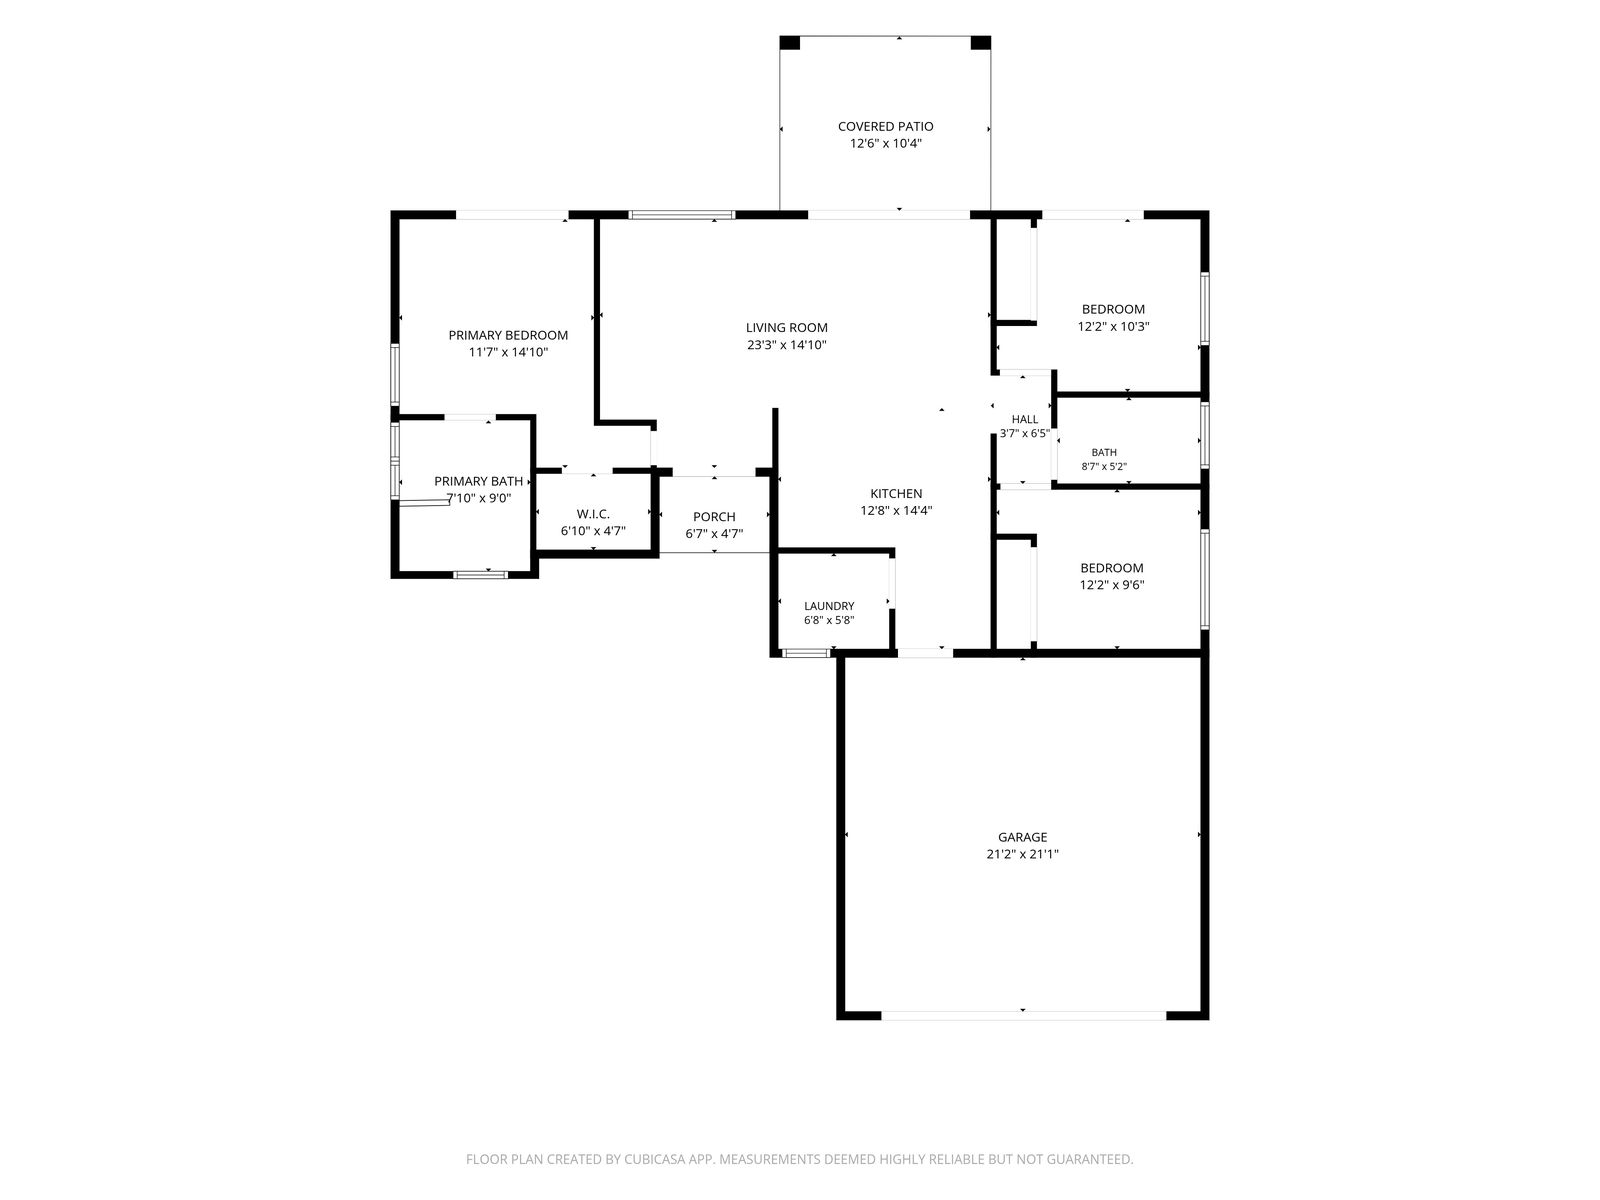 COVERED PATIO
12'6" x 10'4"
PRIMARY BEDROOM
11'7" x 14'10"
LIVING ROOM
23'3" x 14'10"
BEDROOM
12'2" x 10'3"
HALL
3'7" x 6'5"
BATH
8'7" x 5'2"
PRIMARY BATH
7'10" x 9'0"
W.I.C.
6'10" x 4'7"
PORCH
6'7" x 4'7"
KITCHEN
12'8" x 14'4"
BEDROOM
12'2" x 9'6"
LAUNDRY
6'8" x 5'8"
GARAGE
21'2" x 21'1"
FLOOR PLAN CREATED BY CUBICASA APP. MEASUREMENTS DEEMED HIGHLY RELIABLE BUT NOT GUARANTEED.